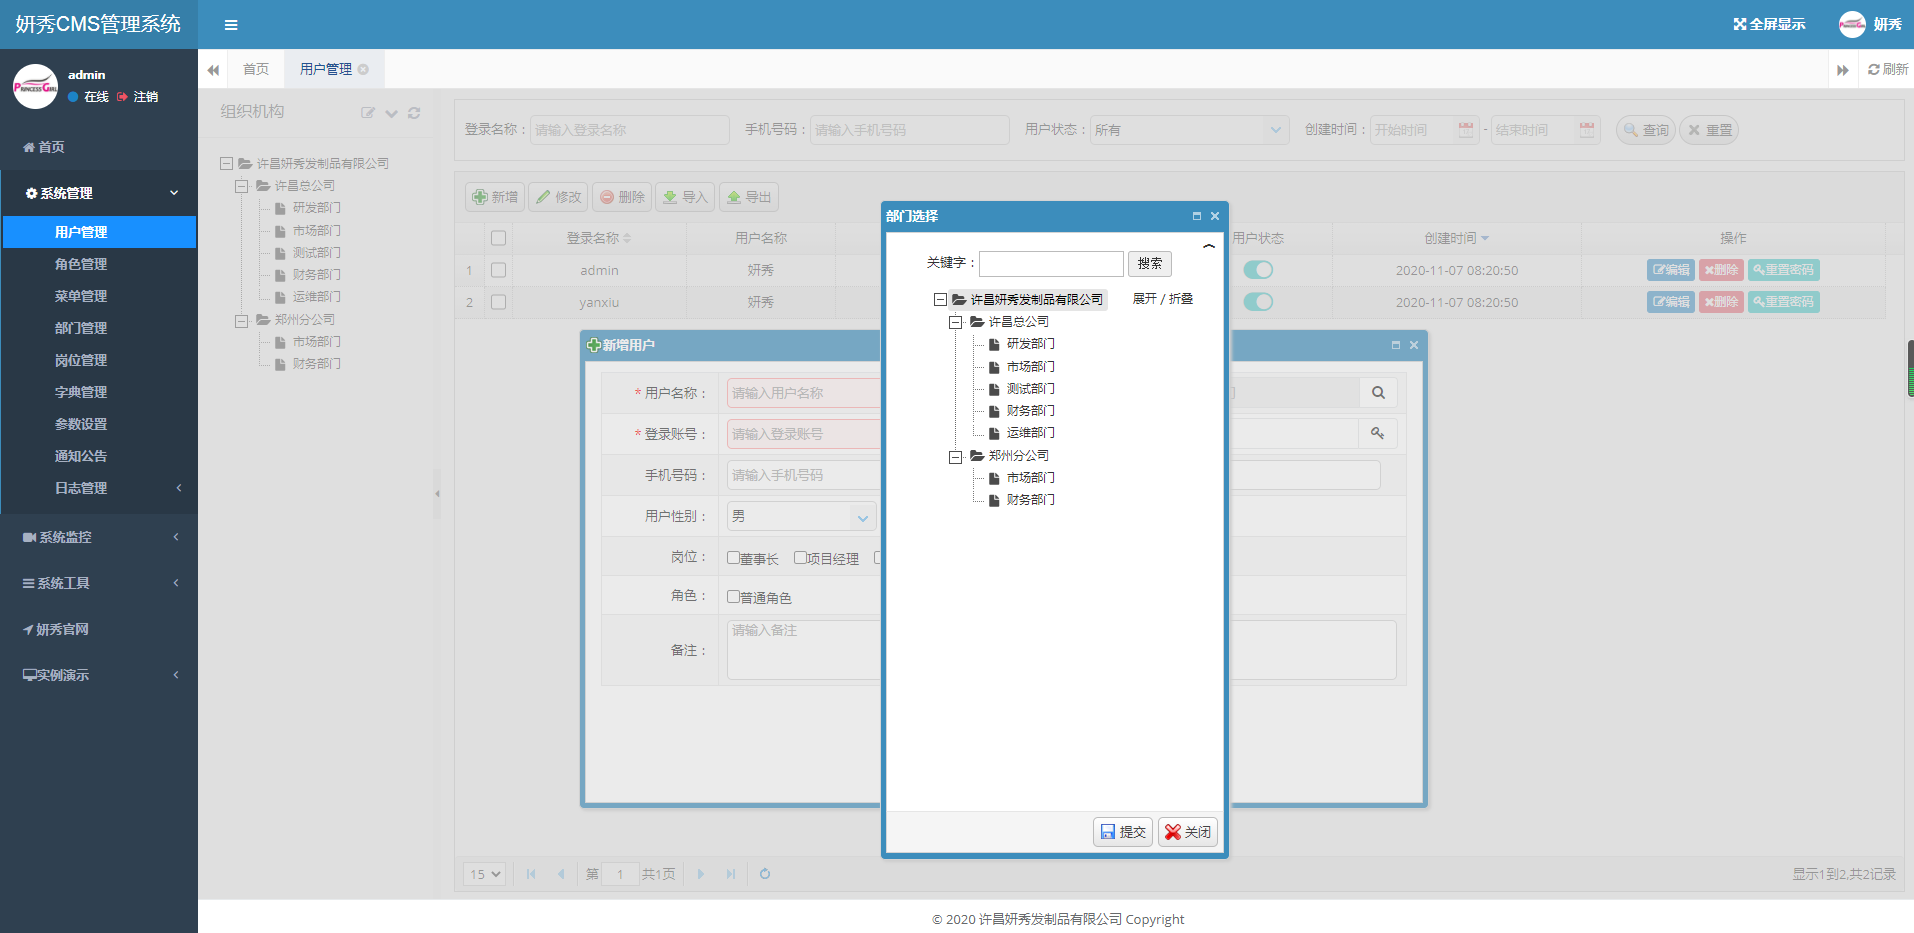 妍秀CMS管理系统
全屏显示
妍秀
admin
在线 注销
首页
用户管理
刷新
首页
系统管理
用户管理
角色管理
菜单管理
部门管理
岗位管理
字典管理
参数设置
通知公告
日志管理
系统监控
系统工具
妍秀官网
实例演示
组织机构
许昌妍秀发制品有限公司
许昌总公司
研发部门
市场部门
测试部门
财务部门
运维部门
郑州分公司
市场部门
财务部门
登录名称： 请输入登录名称 手机号码： 请输入手机号码 用户状态： 所有 创建时间： 开始时间 - 结束时间 查询 重置
新增 修改 删除 导入 导出
登录名称 用户名称 用户状态 创建时间 操作
1 admin 妍秀 2020-11-07 08:20:50 编辑 删除 重置密码
2 yanxiu 妍秀 2020-11-07 08:20:50 编辑 删除 重置密码
新增用户
* 用户名称： 请输入用户名称
* 登录账号： 请输入登录账号
手机号码： 请输入手机号码
用户性别： 男
岗位： 董事长 项目经理
角色： 普通角色
备注： 请输入备注
部门选择
关键字： 搜索
许昌妍秀发制品有限公司 展开 / 折叠
许昌总公司
研发部门
市场部门
测试部门
财务部门
运维部门
郑州分公司
市场部门
财务部门
提交 关闭
15 第 1 共1页 显示1到2,共2记录
© 2020 许昌妍秀发制品有限公司 Copyright